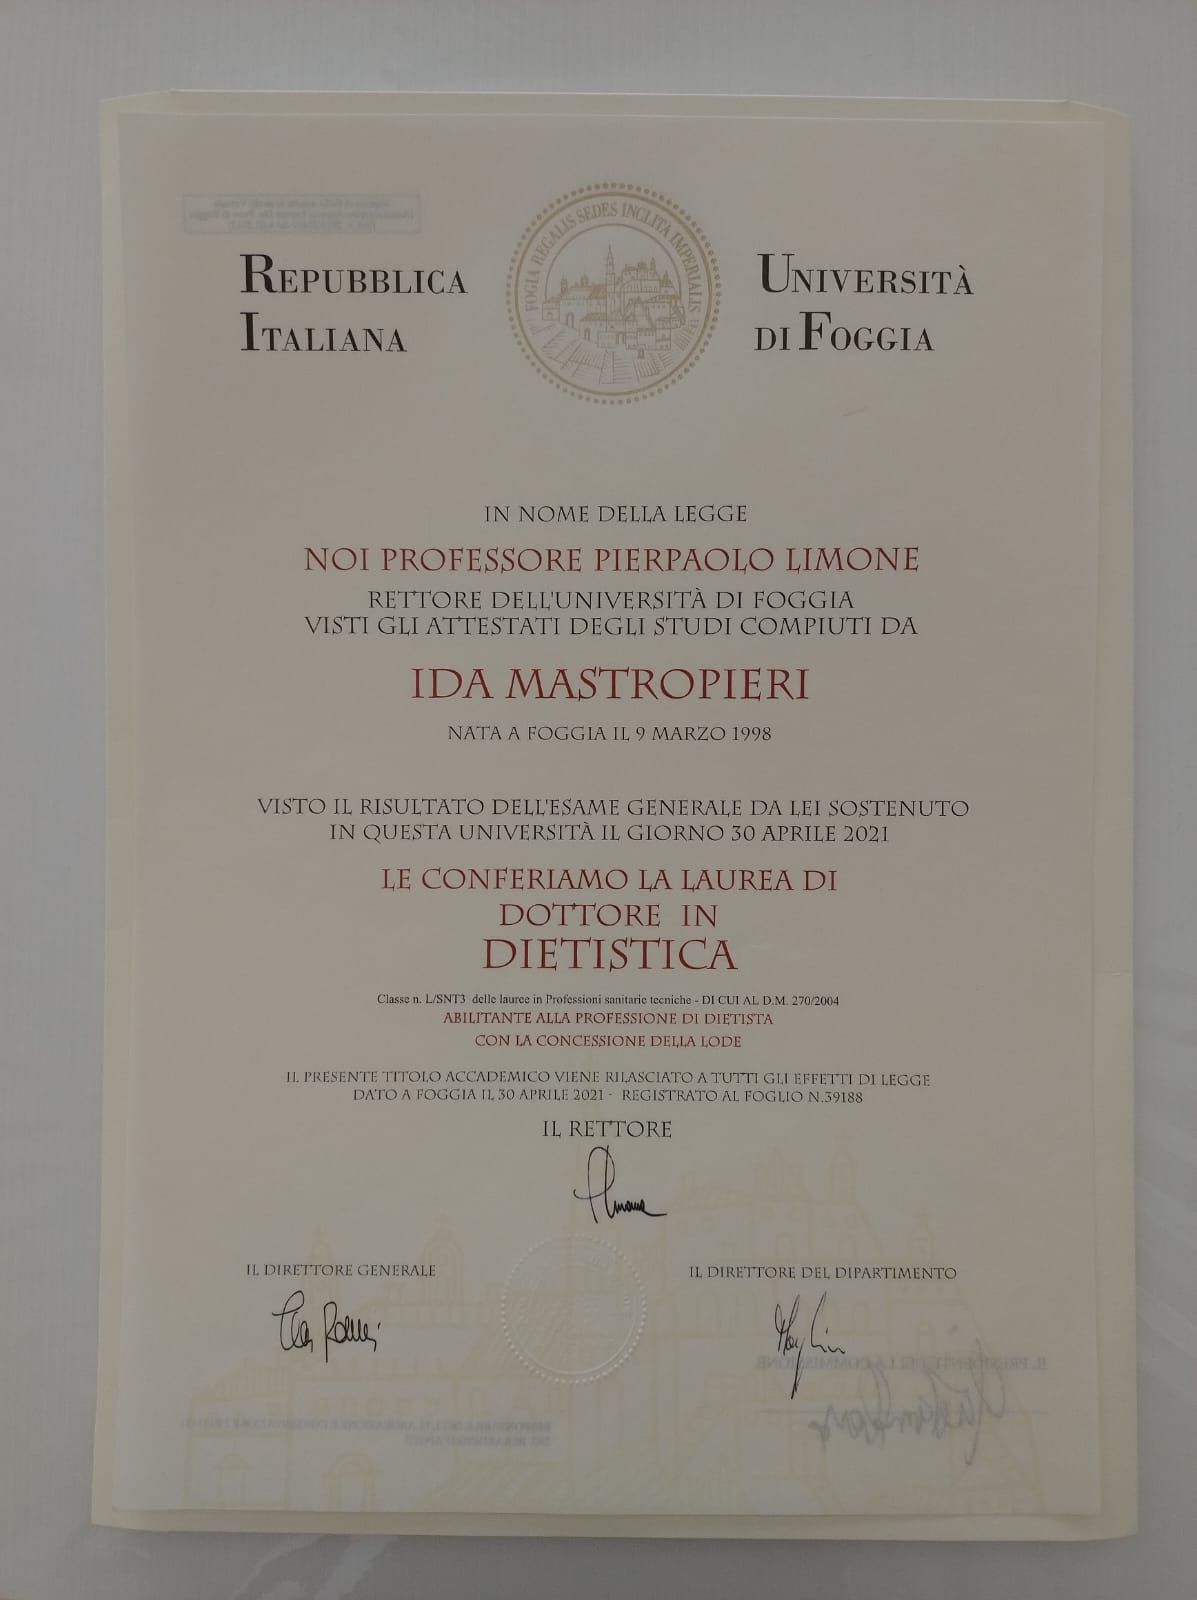 REPUBBLICA
ITALIANA
FOGIA REGALIS SEDES INCLITA IMPERIALIS
UNIVERSITÀ
DI FOGGIA
IN NOME DELLA LEGGE
NOI PROFESSORE PIERPAOLO LIMONE
RETTORE DELL'UNIVERSITÀ DI FOGGIA
VISTI GLI ATTESTATI DEGLI STUDI COMPIUTI DA
IDA MASTROPIERI
NATA A FOGGIA IL 9 MARZO 1998
VISTO IL RISULTATO DELL'ESAME GENERALE DA LEI SOSTENUTO
IN QUESTA UNIVERSITÀ IL GIORNO 30 APRILE 2021
LE CONFERIAMO LA LAUREA DI
DOTTORE IN
DIETISTICA
Classe n. L/SNT3 delle lauree in Professioni sanitarie tecniche - DI CUI AL D.M. 270/2004
ABILITANTE ALLA PROFESSIONE DI DIETISTA
CON LA CONCESSIONE DELLA LODE
IL PRESENTE TITOLO ACCADEMICO VIENE RILASCIATO A TUTTI GLI EFFETTI DI LEGGE
DATO A FOGGIA IL 30 APRILE 2021 - REGISTRATO AL FOGLIO N.39188
IL RETTORE
IL DIRETTORE GENERALE
IL DIRETTORE DEL DIPARTIMENTO
IL PRESIDENTE DELLA COMMISSIONE